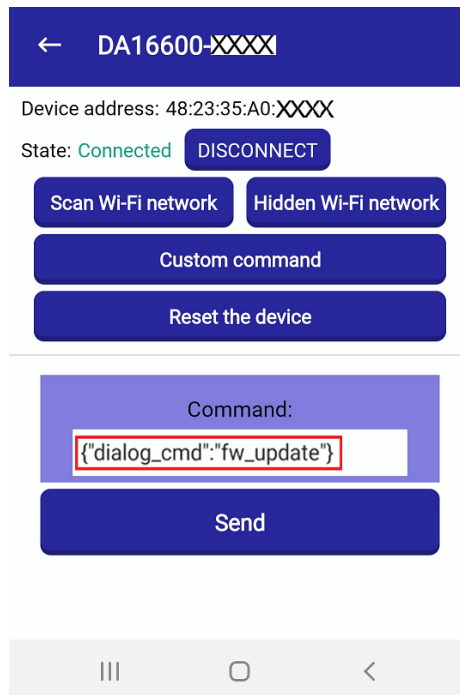 DA16600-XXXX
Device address: 48:23:35:A0:XXXX
State: Connected DISCONNECT
Scan Wi-Fi network Hidden Wi-Fi network
Custom command
Reset the device
Command:
{"dialog_cmd":"fw_update"}
Send